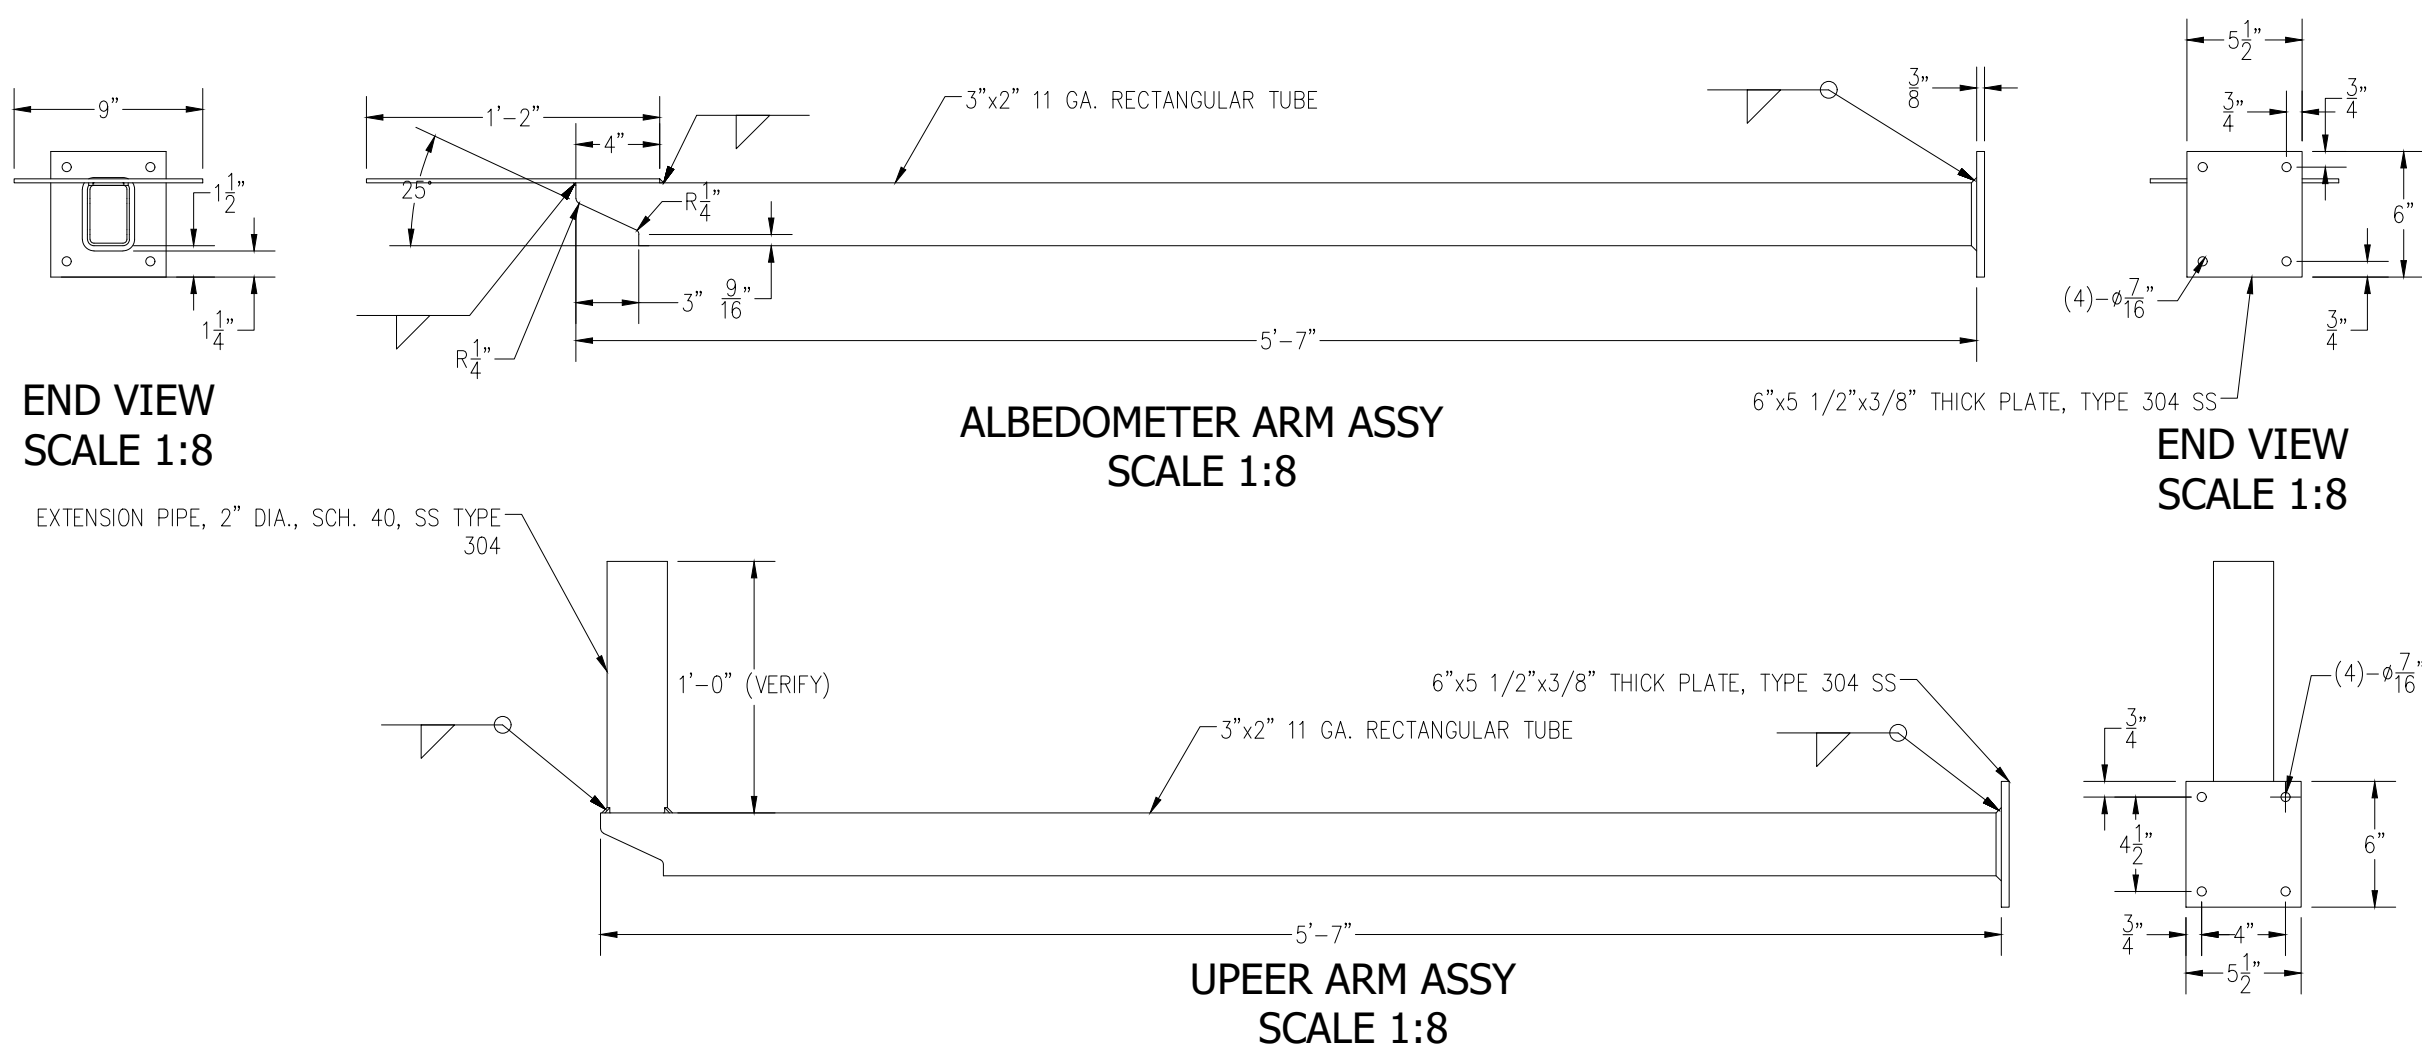 9"
1 1/2"
1 1/4"
END VIEW
SCALE 1:8
1'-2"
4"
25°
3"x2" 11 GA. RECTANGULAR TUBE
R1/4"
3"
9/16"
R1/4"
5'-7"
3/8"
ALBEDOMETER ARM ASSY
SCALE 1:8
5 1/2"
3/4"
3/4"
6"
(4)-ø7/16"
3/4"
6"x5 1/2"x3/8" THICK PLATE, TYPE 304 SS
END VIEW
SCALE 1:8
EXTENSION PIPE, 2" DIA., SCH. 40, SS TYPE
304
1'-0" (VERIFY)
6"x5 1/2"x3/8" THICK PLATE, TYPE 304 SS
3"x2" 11 GA. RECTANGULAR TUBE
5'-7"
UPEER ARM ASSY
SCALE 1:8
(4)-ø7/16"
3/4"
4 1/2"
6"
3/4"
4"
5 1/2"